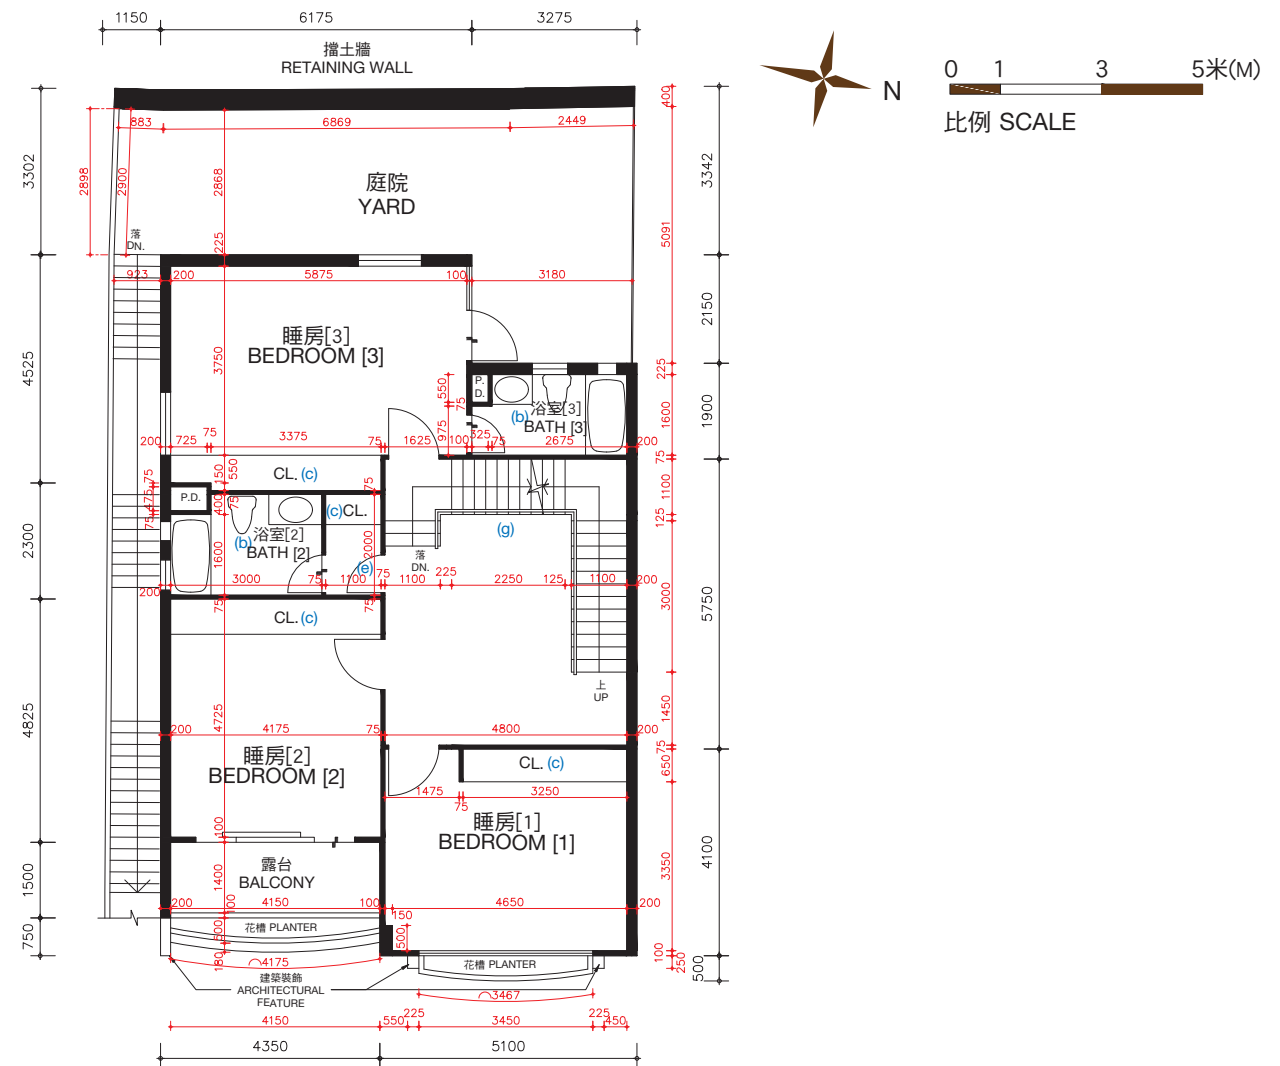 1150 6175 3275
擋土牆
RETAINING WALL
N
0 1 3 5米(M)
比例 SCALE
400
883 6869 2449
3302
2898
2900
2868
庭院
YARD
5091
3342
落
DN.
225
923 200 5875 100 3180
2150
睡房[3]
BEDROOM [3]
3750
4525
225
P.
D.
550
75
975
浴室[3]
(b)
BATH [3]
1600
1900
200 725 75 3375 75 1625 100 325 75 2675 200
75
CL. (c)
75
150
550
75
1100
P.D.
475
75
400
75
(c) CL.
125
(g)
浴室[2]
(b)
BATH [2]
1600
2000
2300
落
DN.
(e)
200 3000 75 1100 75 1100 225 2250 125 1100 200
3000
5750
75
75
CL. (c)
上
UP
1450
4825
4725
200 4175 75 4800 200
75
睡房[2]
BEDROOM [2]
CL. (c)
650
1475 75 3250
睡房[1]
BEDROOM [1]
100
4100
3350
露台
BALCONY
1400
1500
200 4150 100 4650 200
100
150
花槽 PLANTER
600
500
750
180
4175
花槽 PLANTER
100
250
500
建築裝飾
ARCHITECTURAL
FEATURE
3467
4150 550 225 3450 225 450
4350 5100